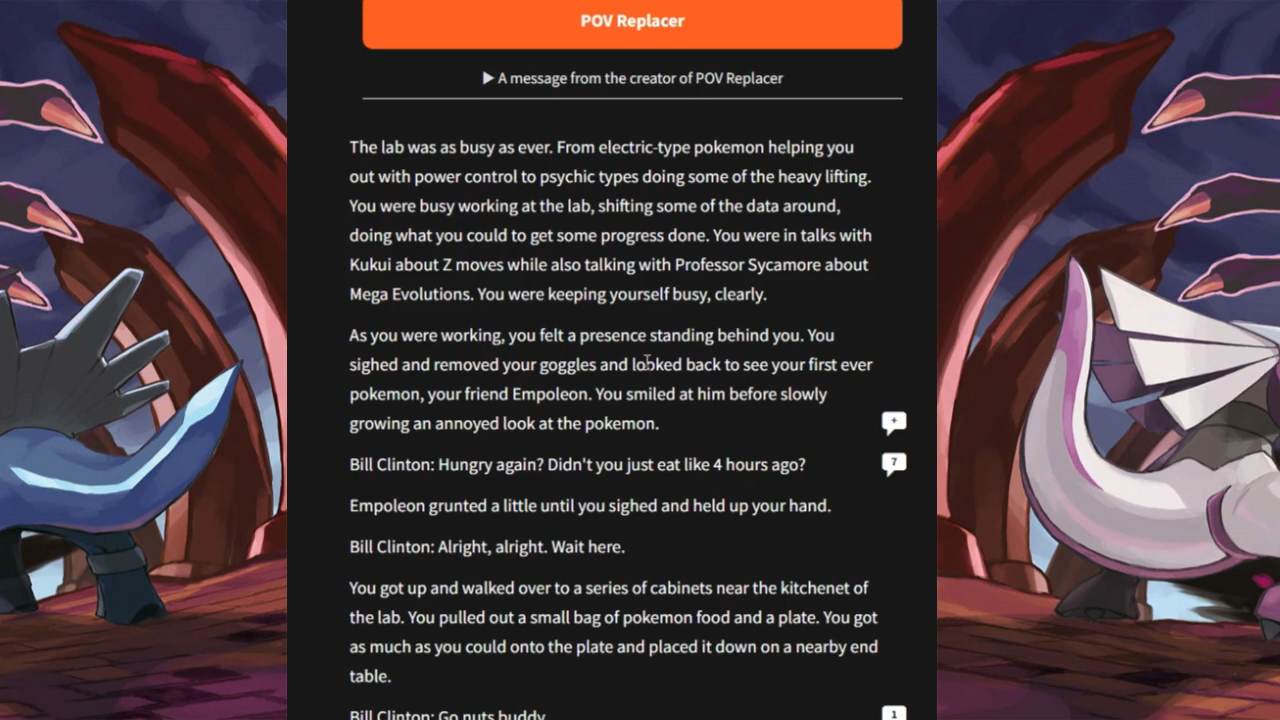 POV Replacer
▶ A message from the creator of POV Replacer
The lab was as busy as ever. From electric-type pokemon helping you
out with power control to psychic types doing some of the heavy lifting.
You were busy working at the lab, shifting some of the data around,
doing what you could to get some progress done. You were in talks with
Kukui about Z moves while also talking with Professor Sycamore about
Mega Evolutions. You were keeping yourself busy, clearly.
As you were working, you felt a presence standing behind you. You
sighed and removed your goggles and looked back to see your first ever
pokemon, your friend Empoleon. You smiled at him before slowly
growing an annoyed look at the pokemon.
+
Bill Clinton: Hungry again? Didn't you just eat like 4 hours ago?
7
Empoleon grunted a little until you sighed and held up your hand.
Bill Clinton: Alright, alright. Wait here.
You got up and walked over to a series of cabinets near the kitchenet of
the lab. You pulled out a small bag of pokemon food and a plate. You got
as much as you could onto the plate and placed it down on a nearby end
table.
Bill Clinton: Go nuts buddy.
1